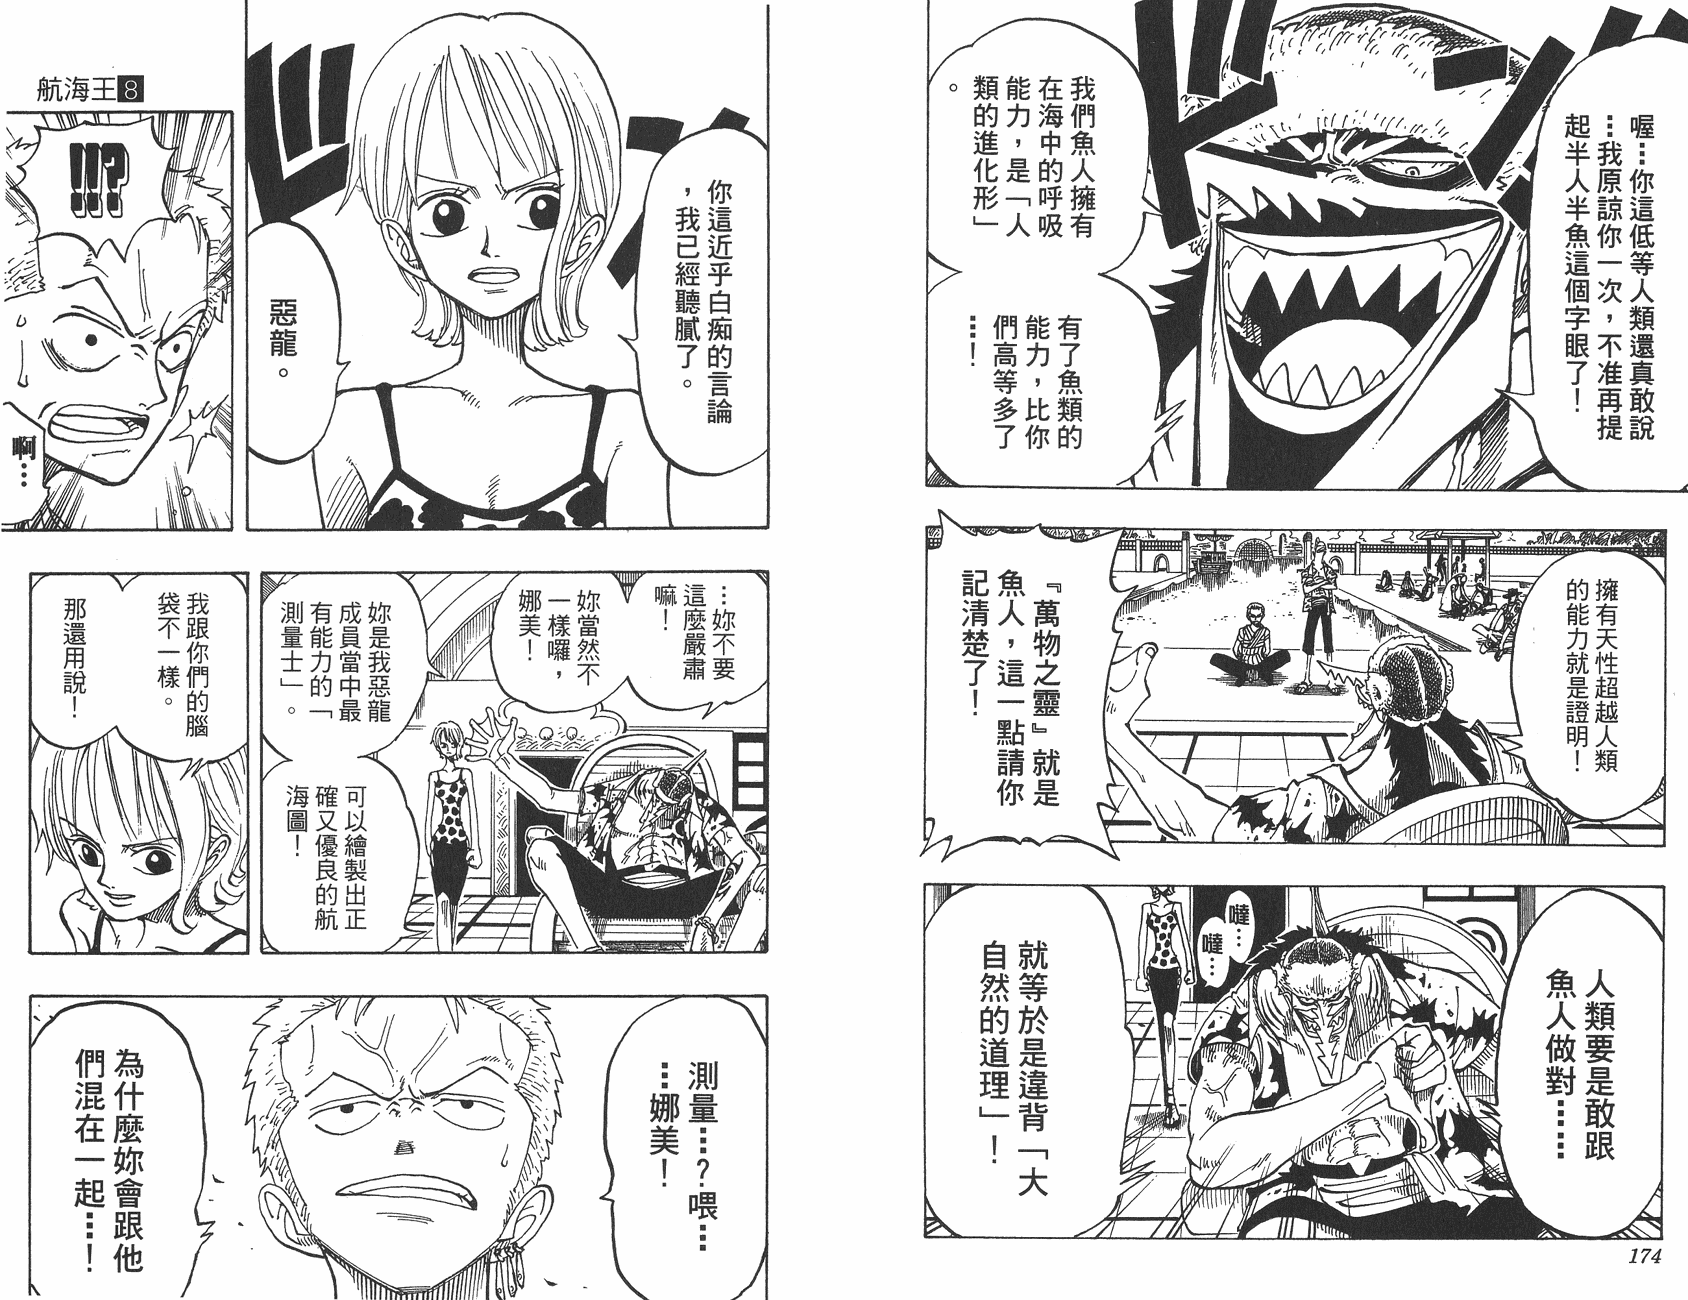 喔⋯你這低等人類還真敢說
⋯我原諒你一次，不准再提
起半人半魚這個字眼了！
我們魚人擁有
在海中的呼吸
能力，是「人
類的進化形」
。
有了魚類的
能力，比你
們高等多了
⋯！
擁有天性超越人類
的能力就是證明！
『萬物之靈』就是
魚人，這一點請你
記清楚了！
人類要是敢跟
魚人做對⋯⋯
噠⋯
噠⋯
就等於是違背「大
自然的道理」！
174
航海王8
你這近乎白痴的言論
，我已經聽膩了。
惡龍。
!!?
啊⋯
⋯妳不要
這麼嚴肅
嘛！
妳當然不
一樣囉，
娜美！
妳是我惡龍
成員當中最
有能力的「
測量士」。
可以繪製出正
確又優良的航
海圖！
我跟你們的腦
袋不一樣。
那還用說！
測量⋯?喂⋯
⋯娜美！
為什麼妳會跟他
們混在一起⋯！